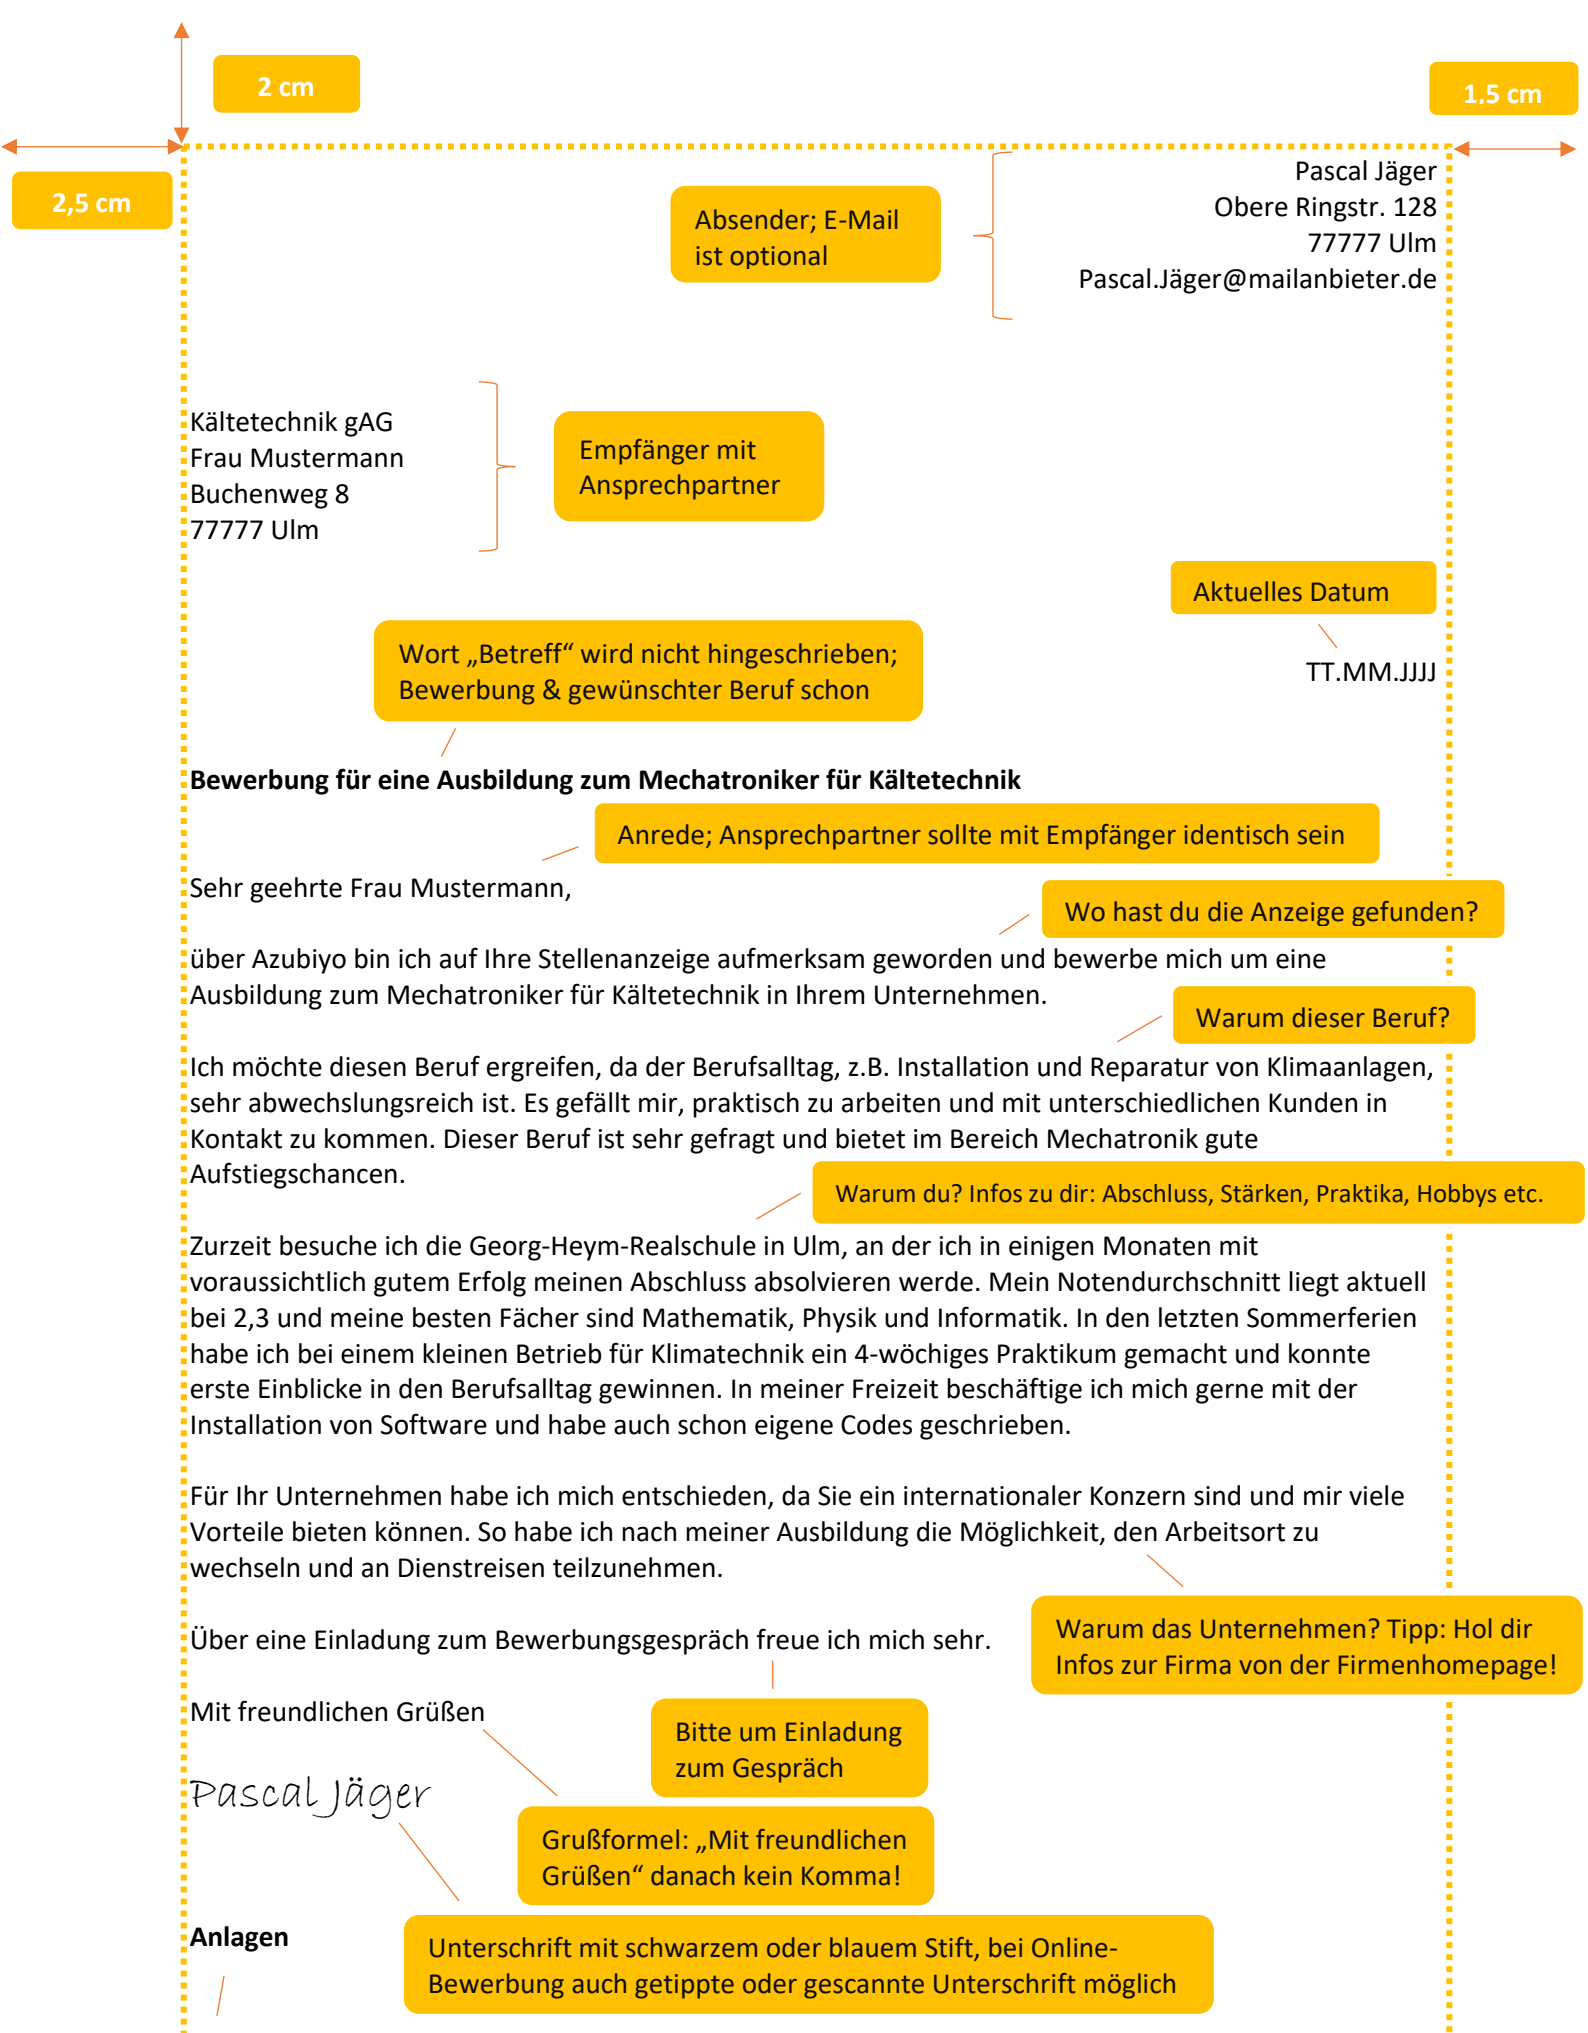 2 cm
1,5 cm
2,5 cm
Pascal Jäger
Obere Ringstr. 128
77777 Ulm
Pascal.Jäger@mailanbieter.de
Absender; E-Mail
ist optional
Kältetechnik gAG
Frau Mustermann
Buchenweg 8
77777 Ulm
Empfänger mit
Ansprechpartner
Aktuelles Datum
TT.MM.JJJJ
Wort „Betreff“ wird nicht hingeschrieben;
Bewerbung & gewünschter Beruf schon
Bewerbung für eine Ausbildung zum Mechatroniker für Kältetechnik
Anrede; Ansprechpartner sollte mit Empfänger identisch sein
Sehr geehrte Frau Mustermann,
Wo hast du die Anzeige gefunden?
über Azubiyo bin ich auf Ihre Stellenanzeige aufmerksam geworden und bewerbe mich um eine
Ausbildung zum Mechatroniker für Kältetechnik in Ihrem Unternehmen.
Warum dieser Beruf?
Ich möchte diesen Beruf ergreifen, da der Berufsalltag, z.B. Installation und Reparatur von Klimaanlagen,
sehr abwechslungsreich ist. Es gefällt mir, praktisch zu arbeiten und mit unterschiedlichen Kunden in
Kontakt zu kommen. Dieser Beruf ist sehr gefragt und bietet im Bereich Mechatronik gute
Aufstiegschancen.
Warum du? Infos zu dir: Abschluss, Stärken, Praktika, Hobbys etc.
Zurzeit besuche ich die Georg-Heym-Realschule in Ulm, an der ich in einigen Monaten mit
voraussichtlich gutem Erfolg meinen Abschluss absolvieren werde. Mein Notendurchschnitt liegt aktuell
bei 2,3 und meine besten Fächer sind Mathematik, Physik und Informatik. In den letzten Sommerferien
habe ich bei einem kleinen Betrieb für Klimatechnik ein 4-wöchiges Praktikum gemacht und konnte
erste Einblicke in den Berufsalltag gewinnen. In meiner Freizeit beschäftige ich mich gerne mit der
Installation von Software und habe auch schon eigene Codes geschrieben.
Für Ihr Unternehmen habe ich mich entschieden, da Sie ein internationaler Konzern sind und mir viele
Vorteile bieten können. So habe ich nach meiner Ausbildung die Möglichkeit, den Arbeitsort zu
wechseln und an Dienstreisen teilzunehmen.
Warum das Unternehmen? Tipp: Hol dir
Infos zur Firma von der Firmenhomepage!
Über eine Einladung zum Bewerbungsgespräch freue ich mich sehr.
Bitte um Einladung
zum Gespräch
Mit freundlichen Grüßen
Pascal Jäger
Grußformel: „Mit freundlichen
Grüßen“ danach kein Komma!
Anlagen
Unterschrift mit schwarzem oder blauem Stift, bei Online-
Bewerbung auch getippte oder gescannte Unterschrift möglich